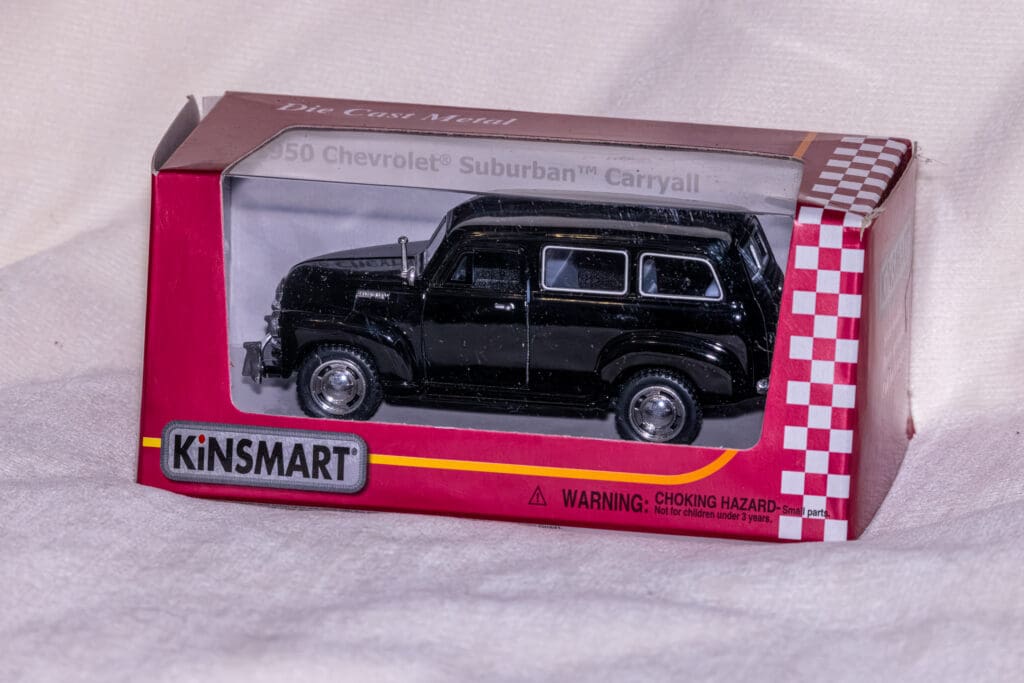 Die Cast Metal
950 Chevrolet® Suburban™ Carryall
KiNSMART®
WARNING: CHOKING HAZARD-Small parts.
Not for children under 3 years.